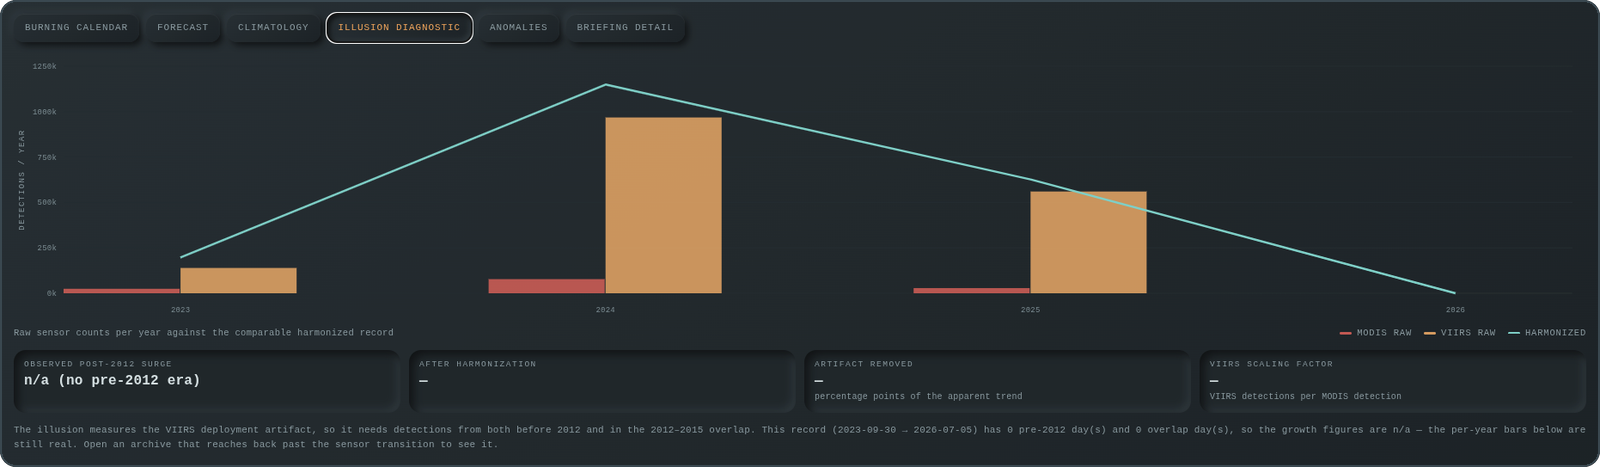 BURNING CALENDAR FORECAST CLIMATOLOGY ILLUSION DIAGNOSTIC ANOMALIES BRIEFING DETAIL
DETECTIONS / YEAR
1250k
1000k
750k
500k
250k
0k
2023 2024 2025 2026
Raw sensor counts per year against the comparable harmonized record
MODIS RAW VIIRS RAW HARMONIZED
OBSERVED POST-2012 SURGE
n/a (no pre-2012 era)
AFTER HARMONIZATION
—
ARTIFACT REMOVED
—
percentage points of the apparent trend
VIIRS SCALING FACTOR
—
VIIRS detections per MODIS detection
The illusion measures the VIIRS deployment artifact, so it needs detections from both before 2012 and in the 2012–2015 overlap. This record (2023-09-30 → 2026-07-05) has 0 pre-2012 day(s) and 0 overlap day(s), so the growth figures are n/a — the per-year bars below are
still real. Open an archive that reaches back past the sensor transition to see it.